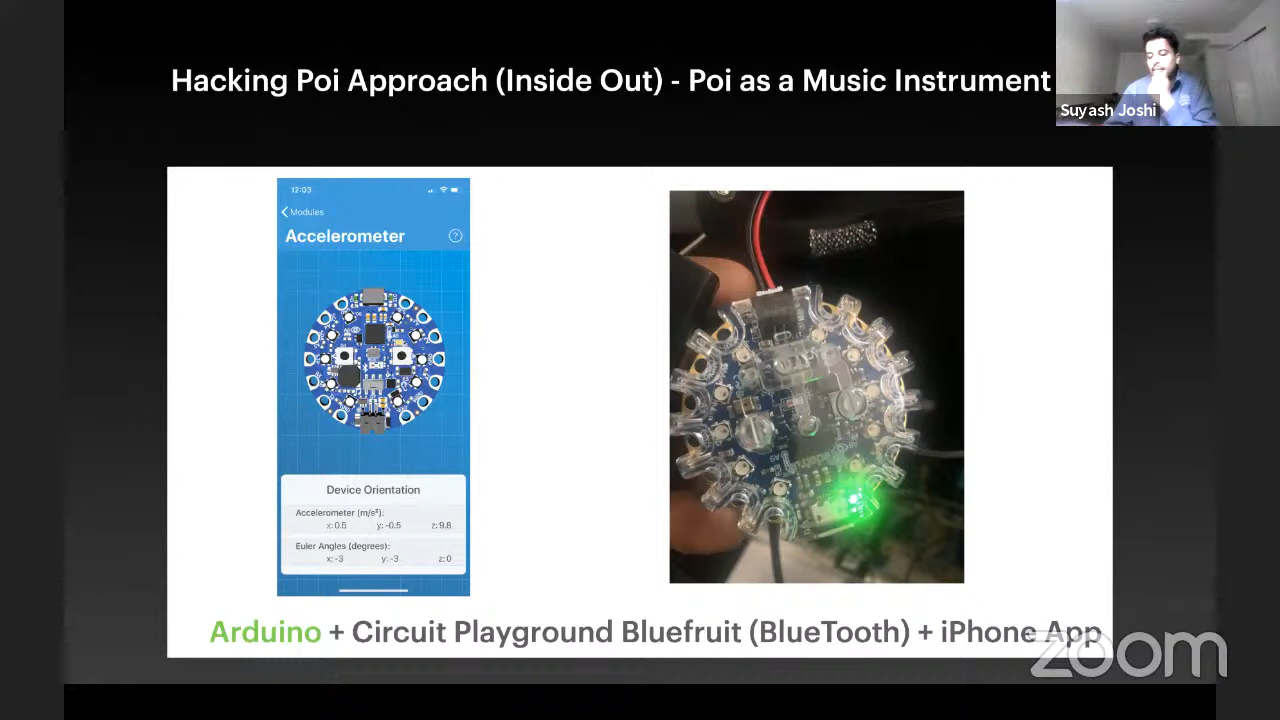 Hacking Poi Approach (Inside Out) - Poi as a Music Instrument
Suyash Joshi
12:03
Modules
Accelerometer
?
Device Orientation
Accelerometer (m/s²):
x: 0.5 y: -0.5 z: 9.8
Euler Angles (degrees):
x: -3 y: -3 z: 0
Arduino + Circuit Playground Bluefruit (BlueTooth) + iPhone App
zoom